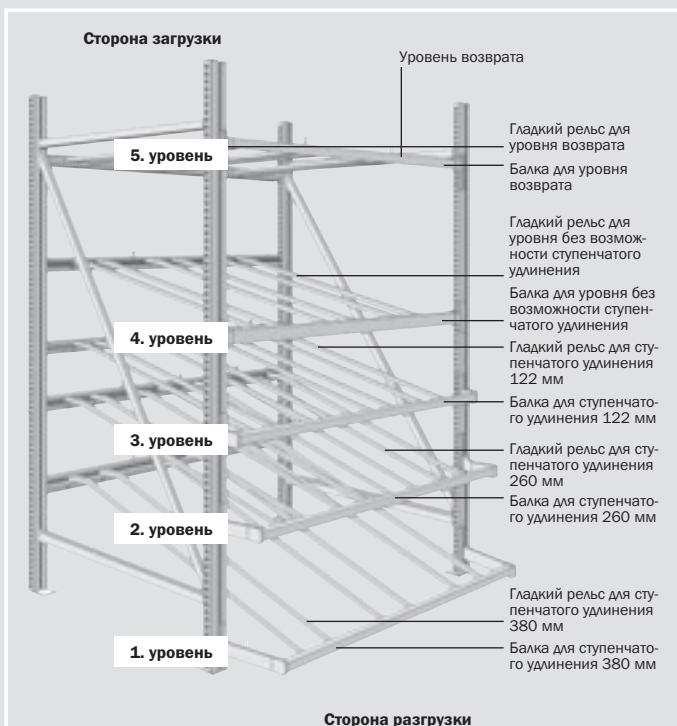 Сторона загрузки
Уровень возврата
Гладкий рельс для
уровня возврата
5. уровень
Балка для уровня
возврата
Гладкий рельс для
уровня без возмож-
ности ступенчатого
удлинения
Балка для уровня без
возможности ступен-
чатого удлинения
4. уровень
Гладкий рельс для сту-
пенчатого удлинения
122 мм
Балка для ступенчато-
го удлинения 122 мм
3. уровень
Гладкий рельс для сту-
пенчатого удлинения
260 мм
Балка для ступенчато-
го удлинения 260 мм
2. уровень
Гладкий рельс для сту-
пенчатого удлинения
380 мм
1. уровень
Балка для ступенчато-
го удлинения 380 мм
Сторона разгрузки